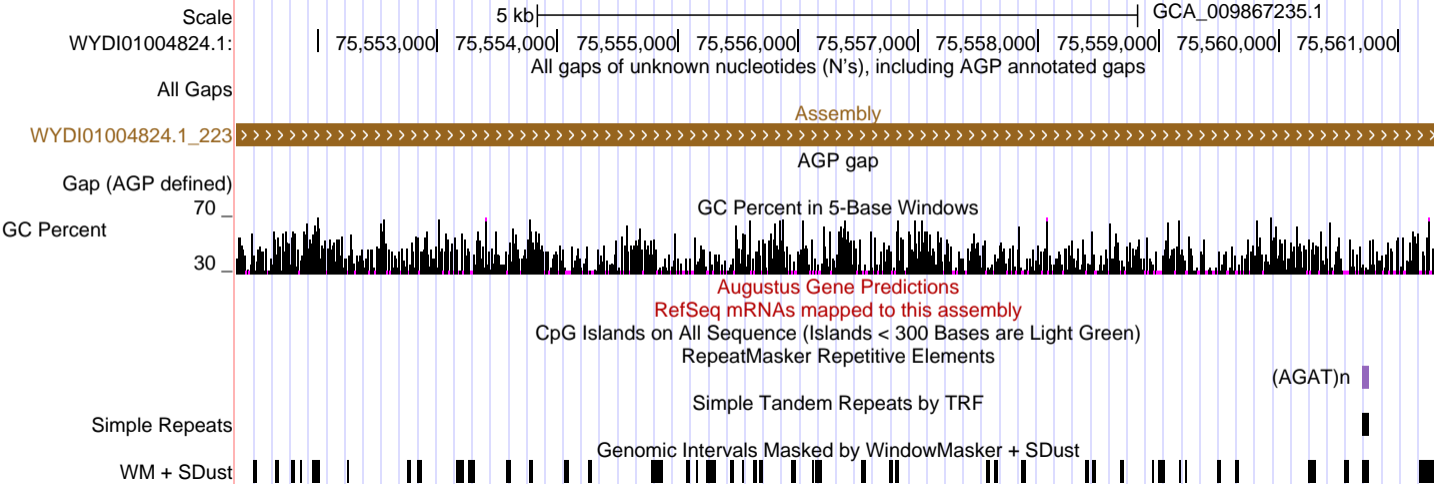 Scale 5 kb GCA_009867235.1
WYDI01004824.1: 75,553,000 75,554,000 75,555,000 75,556,000 75,557,000 75,558,000 75,559,000 75,560,000 75,561,000
All gaps of unknown nucleotides (N's), including AGP annotated gaps
All Gaps
Assembly
WYDI01004824.1_223
AGP gap
Gap (AGP defined)
70 _
GC Percent in 5-Base Windows
GC Percent
30 _
Augustus Gene Predictions
RefSeq mRNAs mapped to this assembly
CpG Islands on All Sequence (Islands < 300 Bases are Light Green)
RepeatMasker Repetitive Elements
(AGAT)n
Simple Tandem Repeats by TRF
Simple Repeats
Genomic Intervals Masked by WindowMasker + SDust
WM + SDust